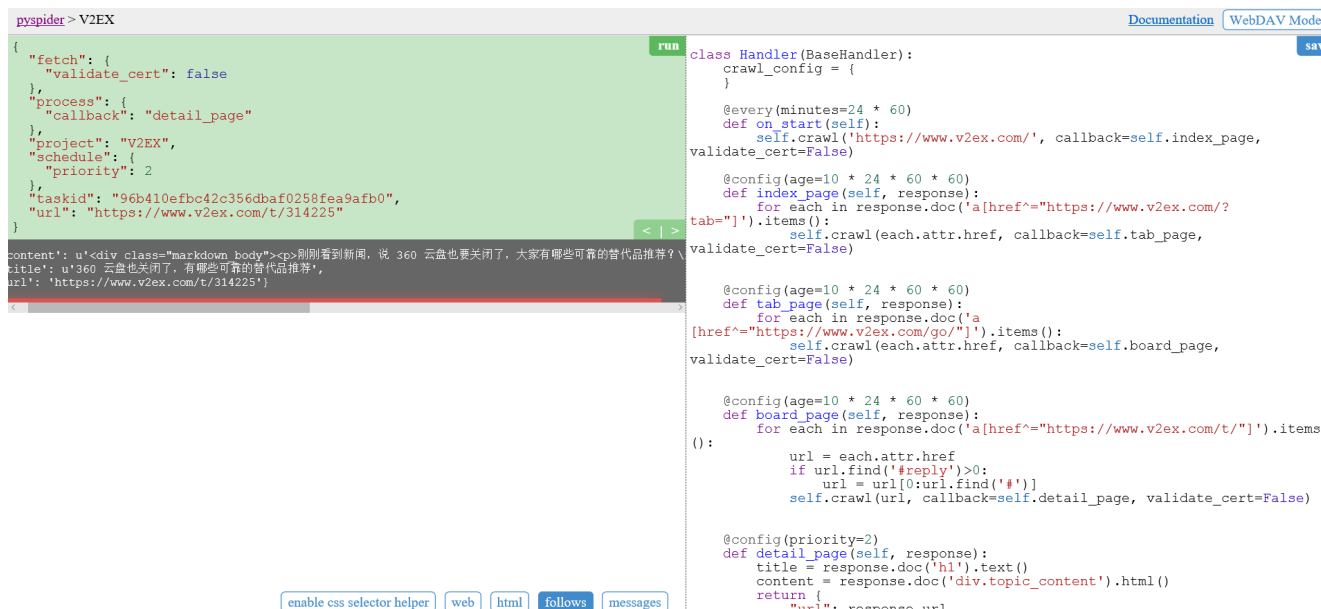 pyspider > V2EX
Documentation WebDAV Mode
{
run
"fetch": {
"validate_cert": false
},
"process": {
"callback": "detail_page"
},
"project": "V2EX",
"schedule": {
"priority": 2
},
"taskid": "96b410efbc42c356dbaf0258fea9afb0",
"url": "https://www.v2ex.com/t/314225"
}
< | >
content': u'<div class="markdown_body"><p>刚刚看到新闻，说 360 云盘也要关闭了，大家有哪些可靠的替代品推荐？\
title': u'360 云盘也关闭了，有哪些可靠的替代品推荐',
url': 'https://www.v2ex.com/t/314225'}
enable css selector helper web html follows messages
sav
class Handler(BaseHandler):
crawl_config = {
}
@every(minutes=24 * 60)
def on_start(self):
self.crawl('https://www.v2ex.com/', callback=self.index_page,
validate_cert=False)
@config(age=10 * 24 * 60 * 60)
def index_page(self, response):
for each in response.doc('a[href^="https://www.v2ex.com/?
tab="]').items():
self.crawl(each.attr.href, callback=self.tab_page,
validate_cert=False)
@config(age=10 * 24 * 60 * 60)
def tab_page(self, response):
for each in response.doc('a
[href^="https://www.v2ex.com/go/"]').items():
self.crawl(each.attr.href, callback=self.board_page,
validate_cert=False)
@config(age=10 * 24 * 60 * 60)
def board_page(self, response):
for each in response.doc('a[href^="https://www.v2ex.com/t/"]').items
():
url = each.attr.href
if url.find('#reply')>0:
url = url[0:url.find('#')]
self.crawl(url, callback=self.detail_page, validate_cert=False)
@config(priority=2)
def detail_page(self, response):
title = response.doc('h1').text()
content = response.doc('div.topic_content').html()
return {
"url": response.url